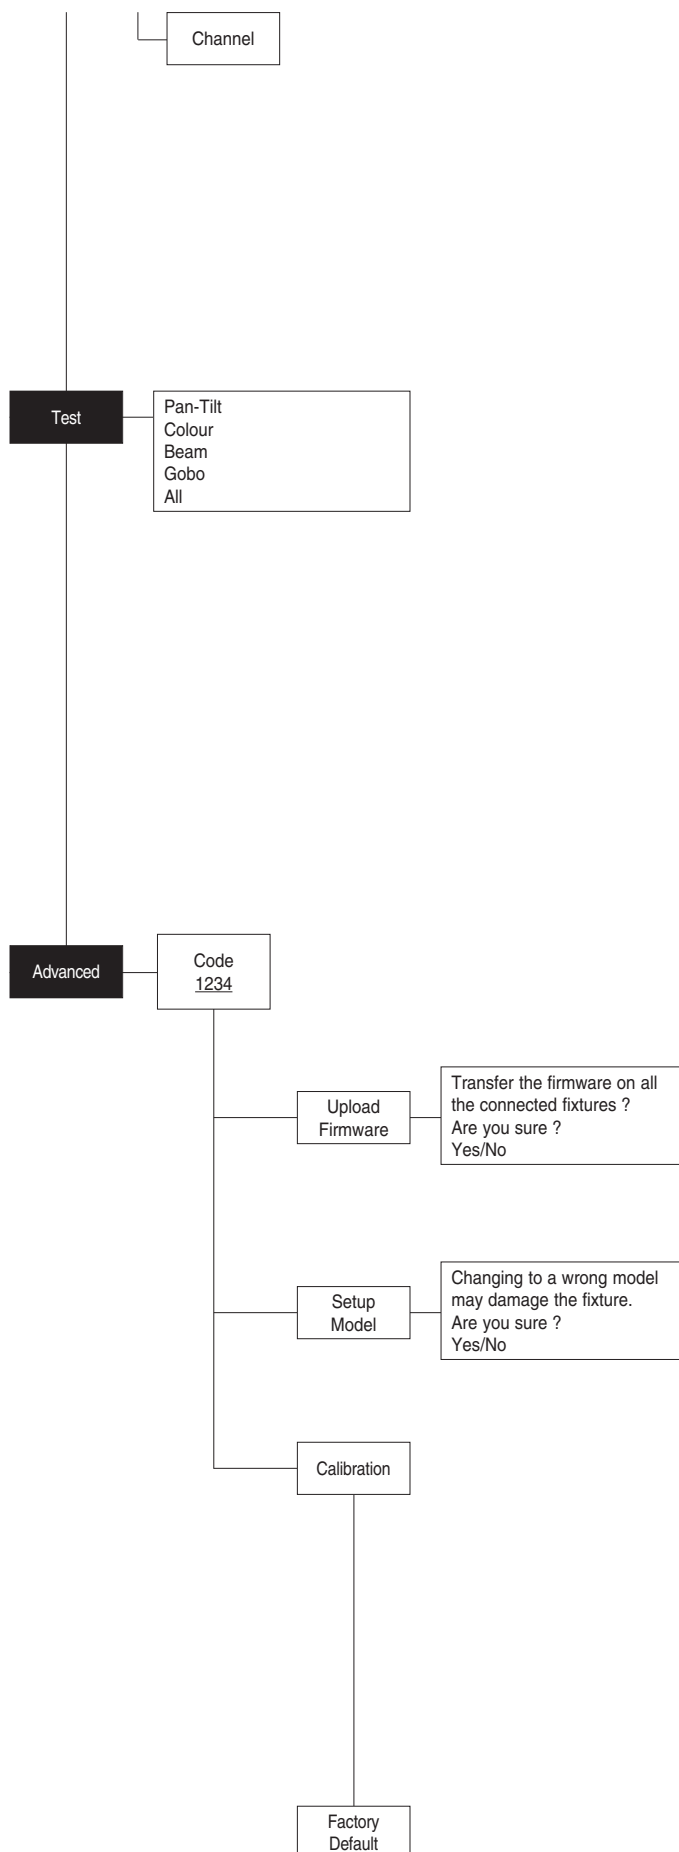 Channel
Test
Pan-Tilt
Colour
Beam
Gobo
All
Advanced
Code
1234
Upload
Firmware
Transfer the firmware on all
the connected fixtures ?
Are you sure ?
Yes/No
Setup
Model
Changing to a wrong model
may damage the fixture.
Are you sure ?
Yes/No
Calibration
Factory
Default